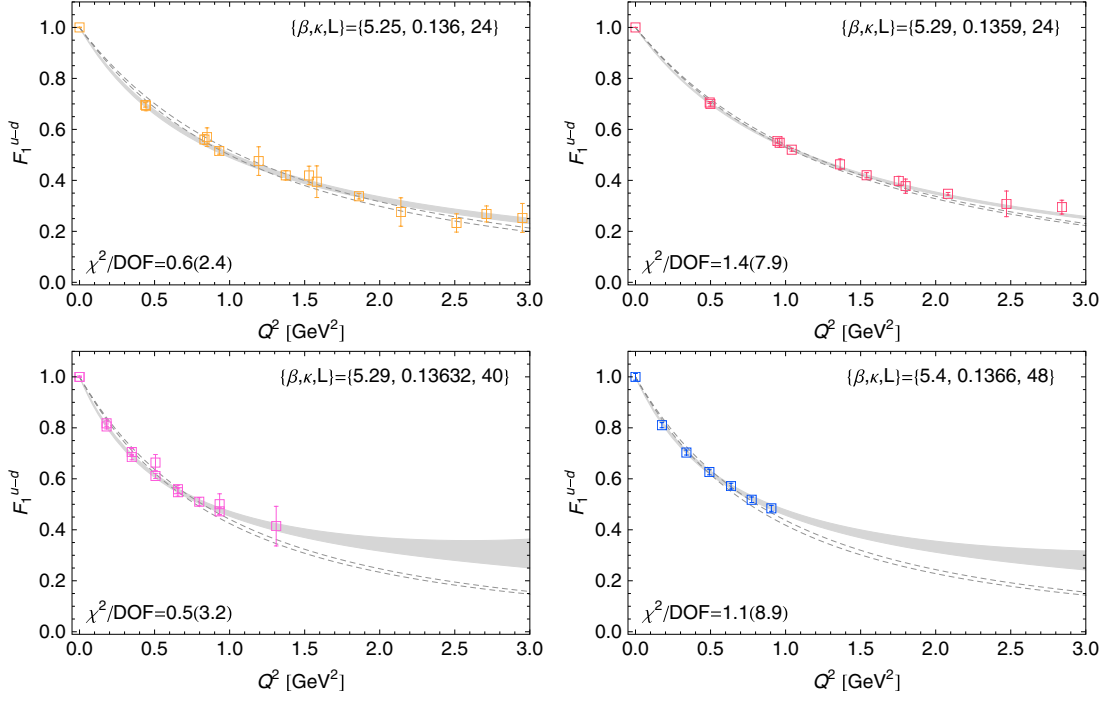 {β,κ,L}={5.25, 0.136, 24}
F₁ᵘ⁻ᵈ
1.0
0.8
0.6
0.4
0.2
0.0
χ²/DOF=0.6(2.4)
0.0 0.5 1.0 1.5 2.0 2.5 3.0
Q² [GeV²]
{β,κ,L}={5.29, 0.1359, 24}
F₁ᵘ⁻ᵈ
1.0
0.8
0.6
0.4
0.2
0.0
χ²/DOF=1.4(7.9)
0.0 0.5 1.0 1.5 2.0 2.5 3.0
Q² [GeV²]
{β,κ,L}={5.29, 0.13632, 40}
F₁ᵘ⁻ᵈ
1.0
0.8
0.6
0.4
0.2
0.0
χ²/DOF=0.5(3.2)
0.0 0.5 1.0 1.5 2.0 2.5 3.0
Q² [GeV²]
{β,κ,L}={5.4, 0.1366, 48}
F₁ᵘ⁻ᵈ
1.0
0.8
0.6
0.4
0.2
0.0
χ²/DOF=1.1(8.9)
0.0 0.5 1.0 1.5 2.0 2.5 3.0
Q² [GeV²]